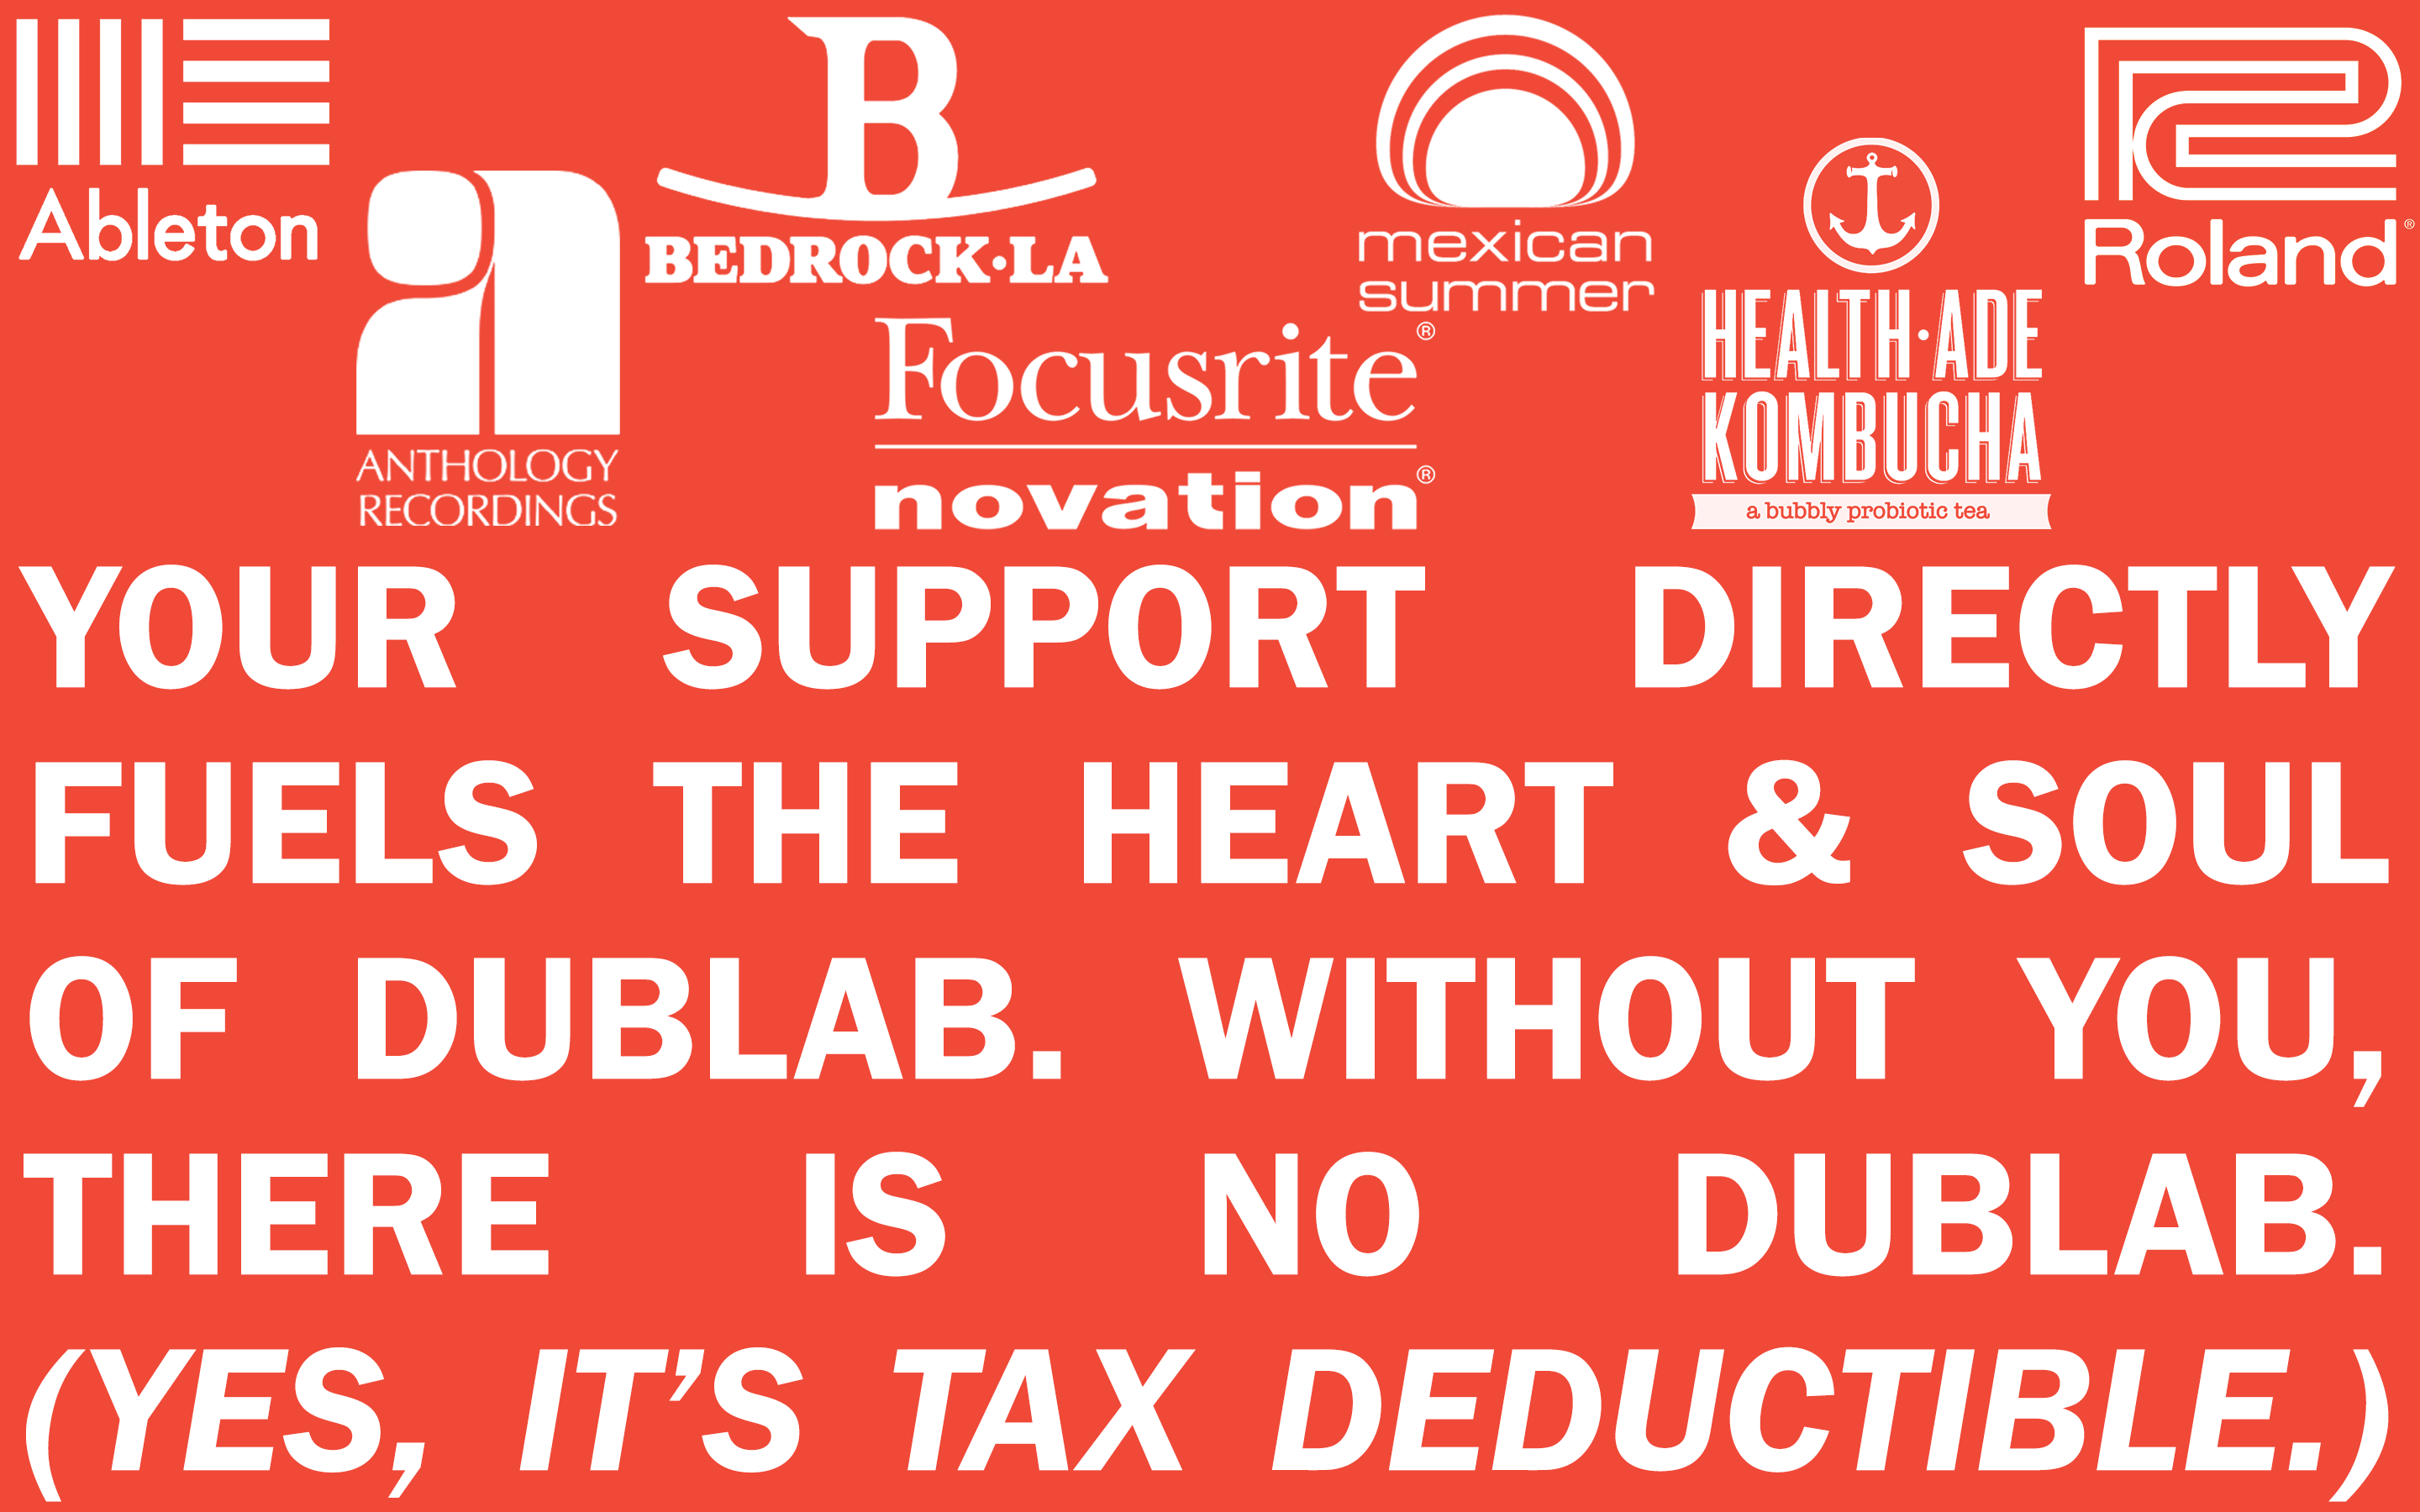 Ableton
ANTHOLOGY
RECORDINGS
B
BEDROCK·LA
Focusrite®
novation®
mexican
summer
HEALTH·ADE
KOMBUCHA
a bubbly probiotic tea
Roland®
YOUR SUPPORT DIRECTLY
FUELS THE HEART & SOUL
OF DUBLAB. WITHOUT YOU,
THERE IS NO DUBLAB.
(YES, IT’S TAX DEDUCTIBLE.)